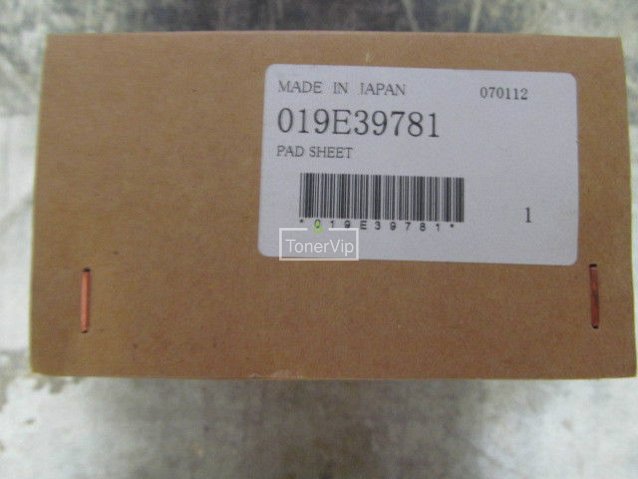 MADE IN JAPAN 070112
019E39781
PAD SHEET
*019E39781*
1
TonerVip